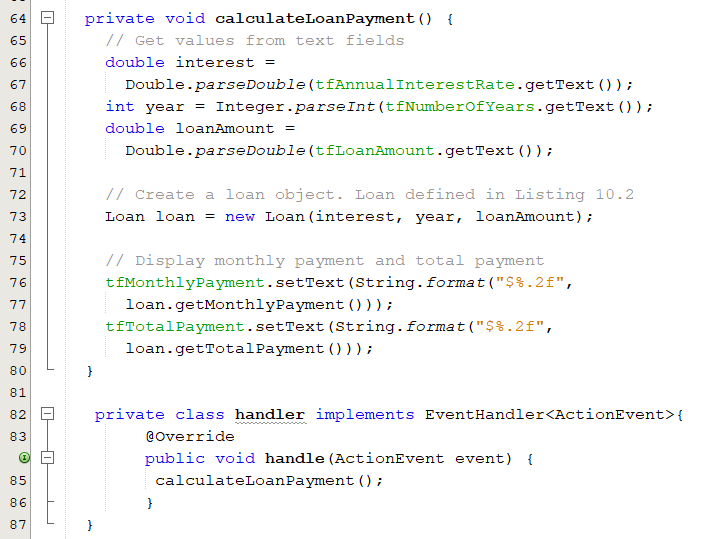 64 private void calculateLoanPayment() {
65 // Get values from text fields
66 double interest =
67 Double.parseDouble(tfAnnualInterestRate.getText());
68 int year = Integer.parseInt(tfNumberOfYears.getText());
69 double loanAmount =
70 Double.parseDouble(tfLoanAmount.getText());
71
72 // Create a loan object. Loan defined in Listing 10.2
73 Loan loan = new Loan(interest, year, loanAmount);
74
75 // Display monthly payment and total payment
76 tfMonthlyPayment.setText(String.format("$%.2f",
77 loan.getMonthlyPayment()));
78 tfTotalPayment.setText(String.format("$%.2f",
79 loan.getTotalPayment()));
80 }
81
82 private class handler implements EventHandler<ActionEvent>{
83 @Override
public void handle(ActionEvent event) {
85 calculateLoanPayment();
86 }
87 }